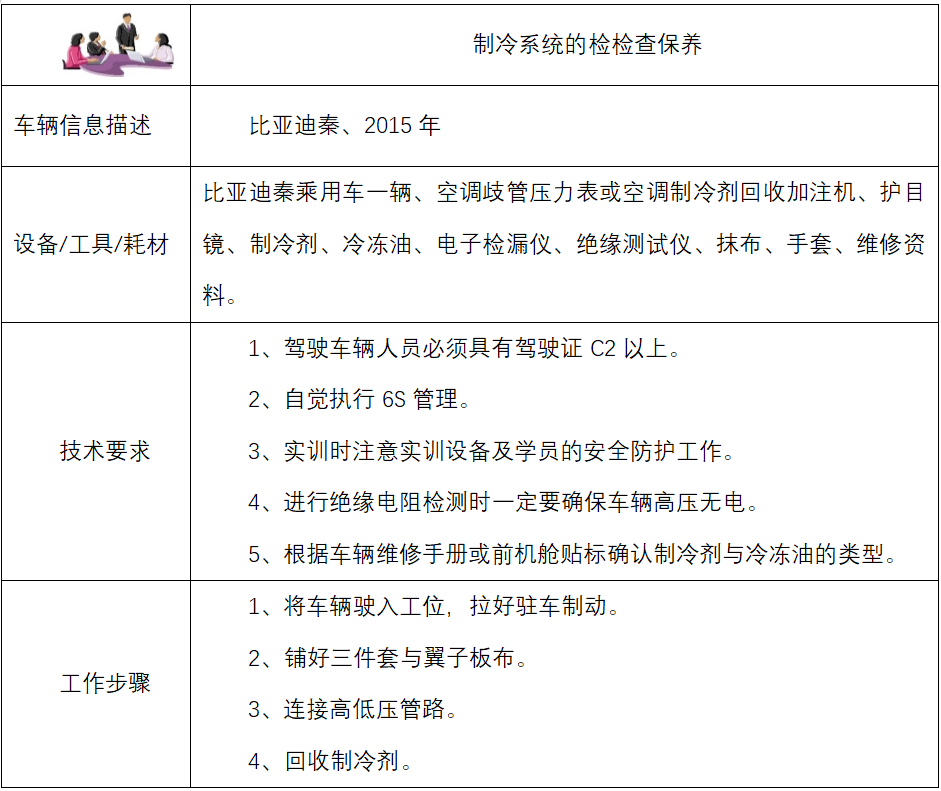 制冷系统的检检查保养
车辆信息描述
比亚迪秦、2015 年
设备/工具/耗材
比亚迪秦乘用车一辆、空调歧管压力表或空调制冷剂回收加注机、护目
镜、制冷剂、冷冻油、电子检漏仪、绝缘测试仪、抹布、手套、维修资
料。
技术要求
1、驾驶车辆人员必须具有驾驶证 C2 以上。
2、自觉执行 6S 管理。
3、实训时注意实训设备及学员的安全防护工作。
4、进行绝缘电阻检测时一定要确保车辆高压无电。
5、根据车辆维修手册或前机舱贴标确认制冷剂与冷冻油的类型。
工作步骤
1、将车辆驶入工位，拉好驻车制动。
2、铺好三件套与翼子板布。
3、连接高低压管路。
4、回收制冷剂。